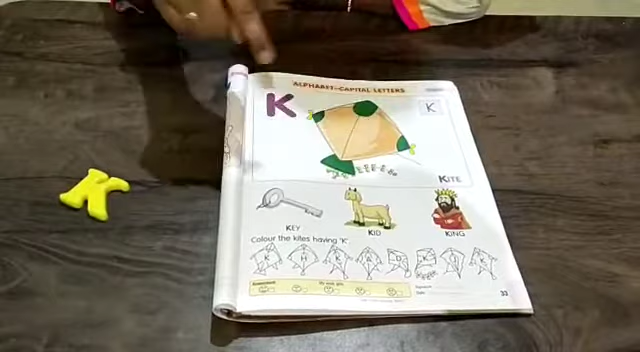 ALPHABET–CAPITAL LETTERS
K
K
KITE
KEY
KID
KING
Colour the kites having 'K'
33